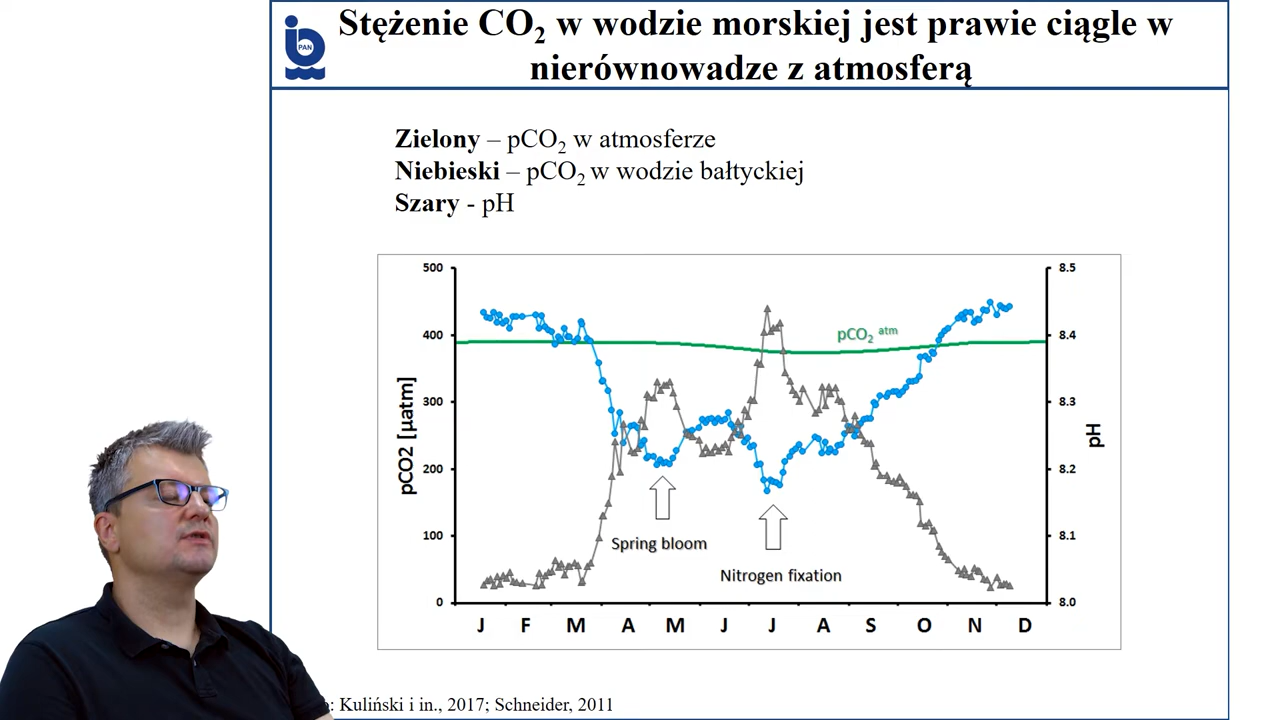 Stężenie CO₂ w wodzie morskiej jest prawie ciągle w
nierównowadze z atmosferą
PAN
Zielony – pCO₂ w atmosferze
Niebieski – pCO₂ w wodzie bałtyckiej
Szary - pH
500
400
300
200
100
0
pCO2 [µatm]
8.5
8.4
8.3
8.2
8.1
8.0
pH
pCO₂ atm
Spring bloom
Nitrogen fixation
J F M A M J J A S O N D
: Kuliński i in., 2017; Schneider, 2011